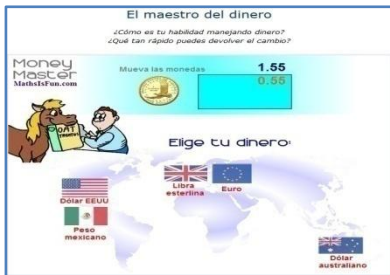 El maestro del dinero
¿Cómo es tu habilidad manejando dinero?
¿Qué tan rápido puedes devolver el cambio?
Money
Master
MathsIsFun.com
Mueva las monedas
1.55
0.55
OAT
Elige tu dinero:
Dólar EEUU
Libra
esterlina
Euro
Peso
mexicano
Dólar
australiano